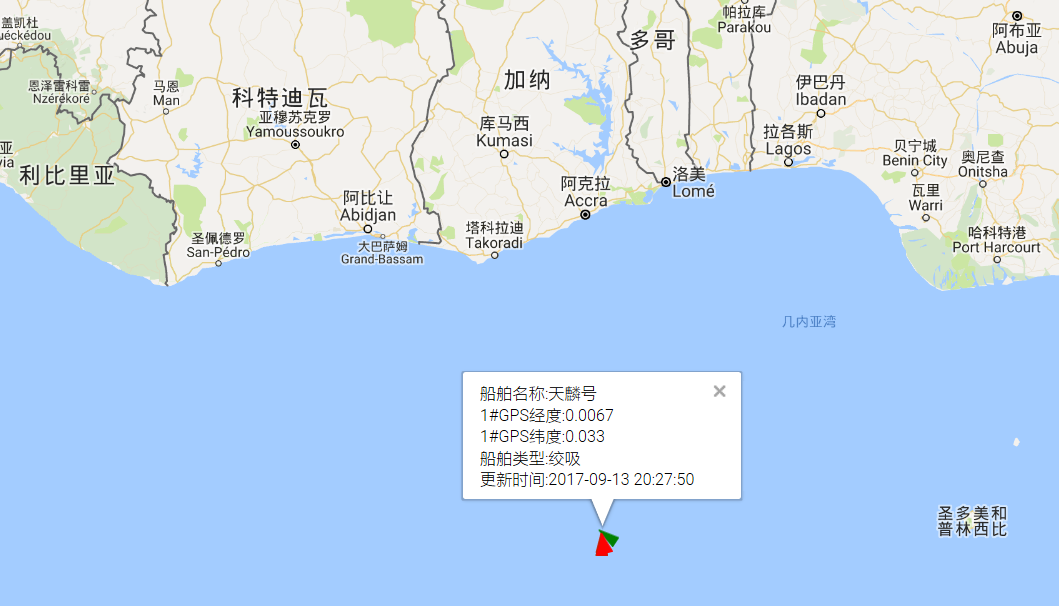 盖凯杜
uéckédou
帕拉库
Parakou
阿布亚
Abuja
多哥
加纳
恩泽雷科雷
Nzérékoré
马恩
Man
科特迪瓦
亚穆苏克罗
Yamoussoukro
伊巴丹
Ibadan
库马西
Kumasi
拉各斯
Lagos
贝宁城
Benin City
奥尼查
Onitsha
亚
via
利比里亚
阿克拉
Accra
洛美
Lomé
瓦里
Warri
阿比让
Abidjan
圣佩德罗
San-Pédro
大巴萨姆
Grand-Bassam
塔科拉迪
Takoradi
哈科特港
Port Harcourt
几内亚湾
船舶名称:天麟号
1#GPS经度:0.0067
1#GPS纬度:0.033
船舶类型:绞吸
更新时间:2017-09-13 20:27:50
圣多美和
普林西比